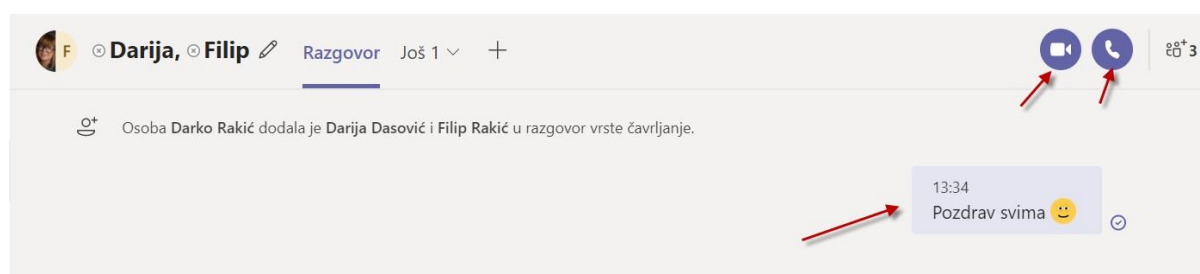 F Darija, Filip Razgovor Još 1 3
Osoba Darko Rakić dodala je Darija Dasović i Filip Rakić u razgovor vrste čavrljanje.
13:34
Pozdrav svima